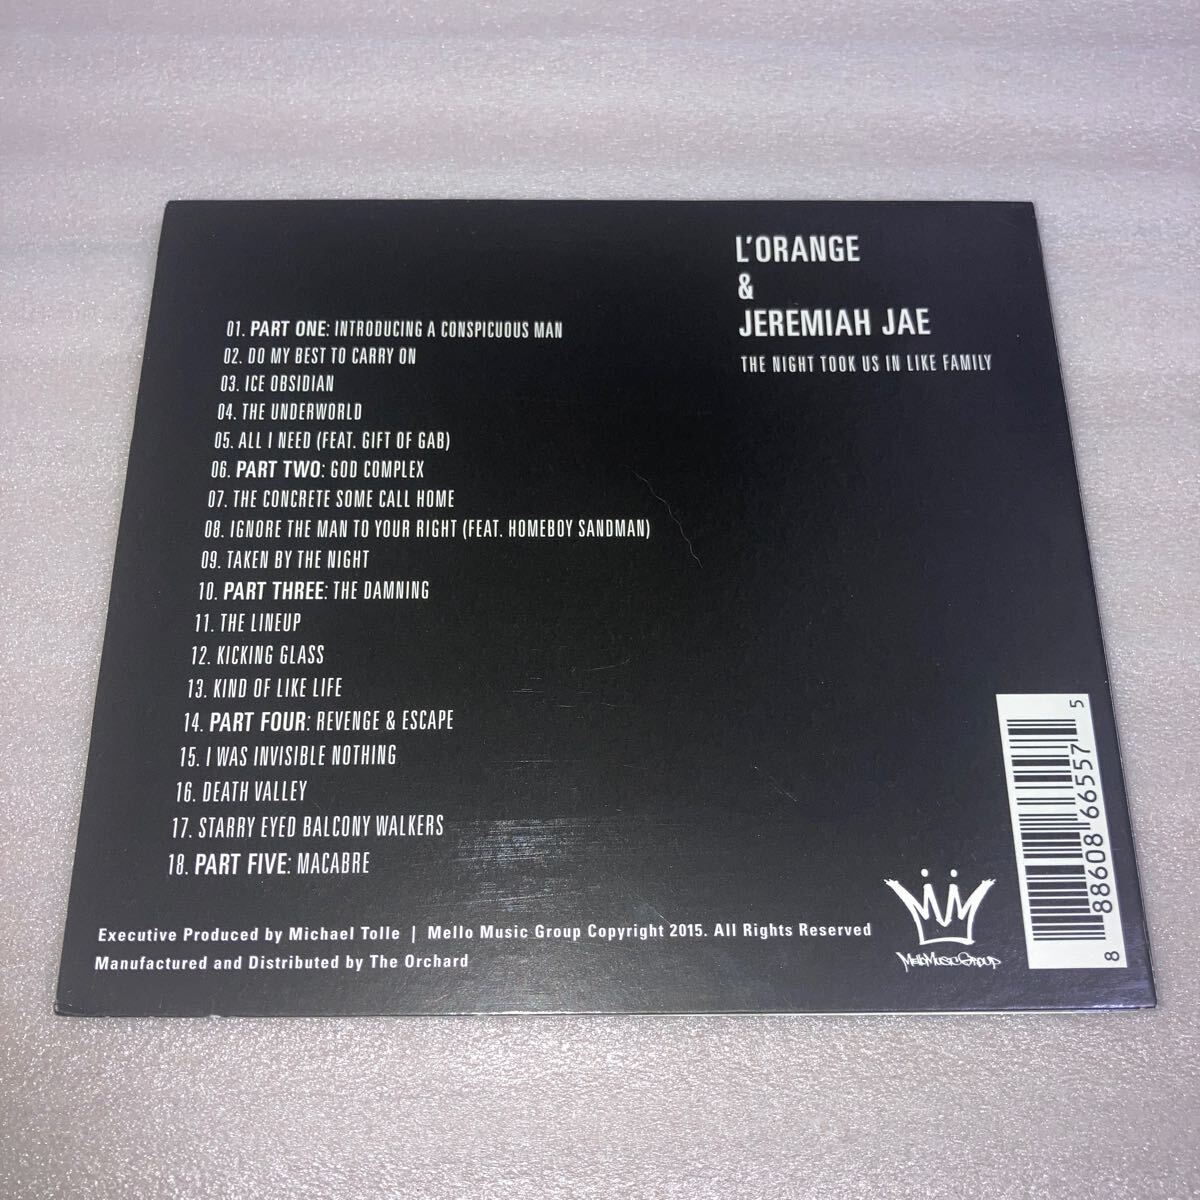 L'ORANGE
&
JEREMIAH JAE
THE NIGHT TOOK US IN LIKE FAMILY
01. PART ONE: INTRODUCING A CONSPICUOUS MAN
02. DO MY BEST TO CARRY ON
03. ICE OBSIDIAN
04. THE UNDERWORLD
05. ALL I NEED (FEAT. GIFT OF GAB)
06. PART TWO: GOD COMPLEX
07. THE CONCRETE SOME CALL HOME
08. IGNORE THE MAN TO YOUR RIGHT (FEAT. HOMEBOY SANDMAN)
09. TAKEN BY THE NIGHT
10. PART THREE: THE DAMNING
11. THE LINEUP
12. KICKING GLASS
13. KIND OF LIKE LIFE
14. PART FOUR: REVENGE & ESCAPE
15. I WAS INVISIBLE NOTHING
16. DEATH VALLEY
17. STARRY EYED BALCONY WALKERS
18. PART FIVE: MACABRE
Executive Produced by Michael Tolle | Mello Music Group Copyright 2015. All Rights Reserved
Manufactured and Distributed by The Orchard
MELLO MUSIC GROUP
8 88608 66557 5